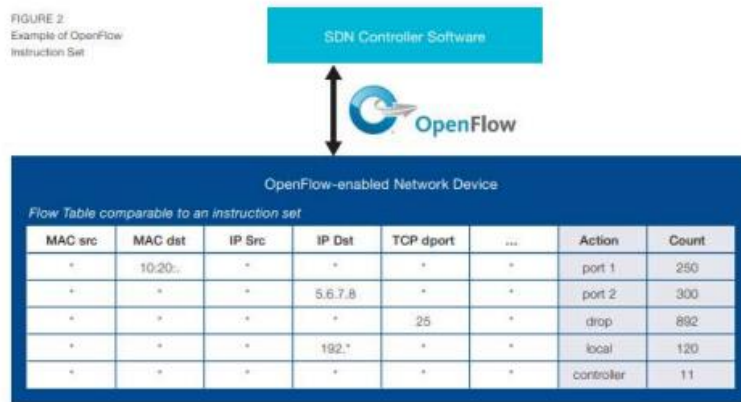 FIGURE 2
Example of OpenFlow
Instruction Set
SDN Controller Software
OpenFlow
OpenFlow-enabled Network Device
Flow Table comparable to an instruction set
MAC src MAC dst IP Src IP Dst TCP dport ... Action Count
* 10:20:. * * * * port 1 250
* * * 5.6.7.8 * * port 2 300
* * * * 25 * drop 892
* * * 192.* * * local 120
* * * * * * controller 11